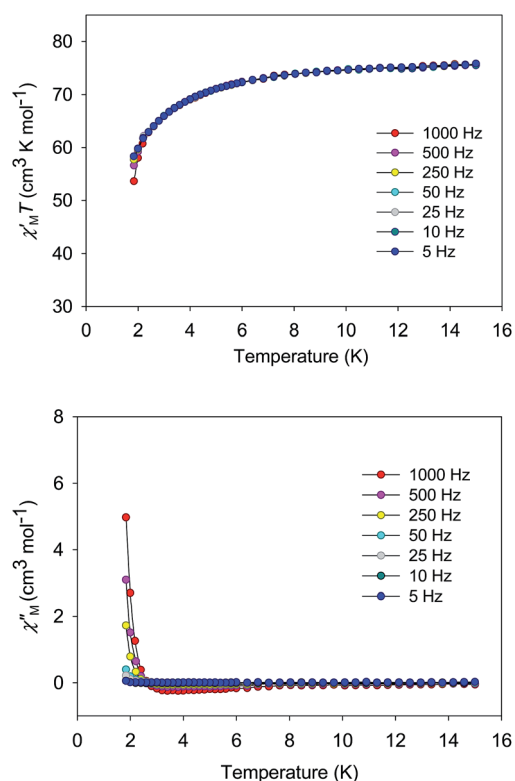 80
70
60
50
40
30
χ′M T (cm³ K mol⁻¹)
1000 Hz
500 Hz
250 Hz
50 Hz
25 Hz
10 Hz
5 Hz
0 2 4 6 8 10 12 14 16
Temperature (K)
8
6
4
2
0
χ″M (cm³ mol⁻¹)
1000 Hz
500 Hz
250 Hz
50 Hz
25 Hz
10 Hz
5 Hz
0 2 4 6 8 10 12 14 16
Temperature (K)